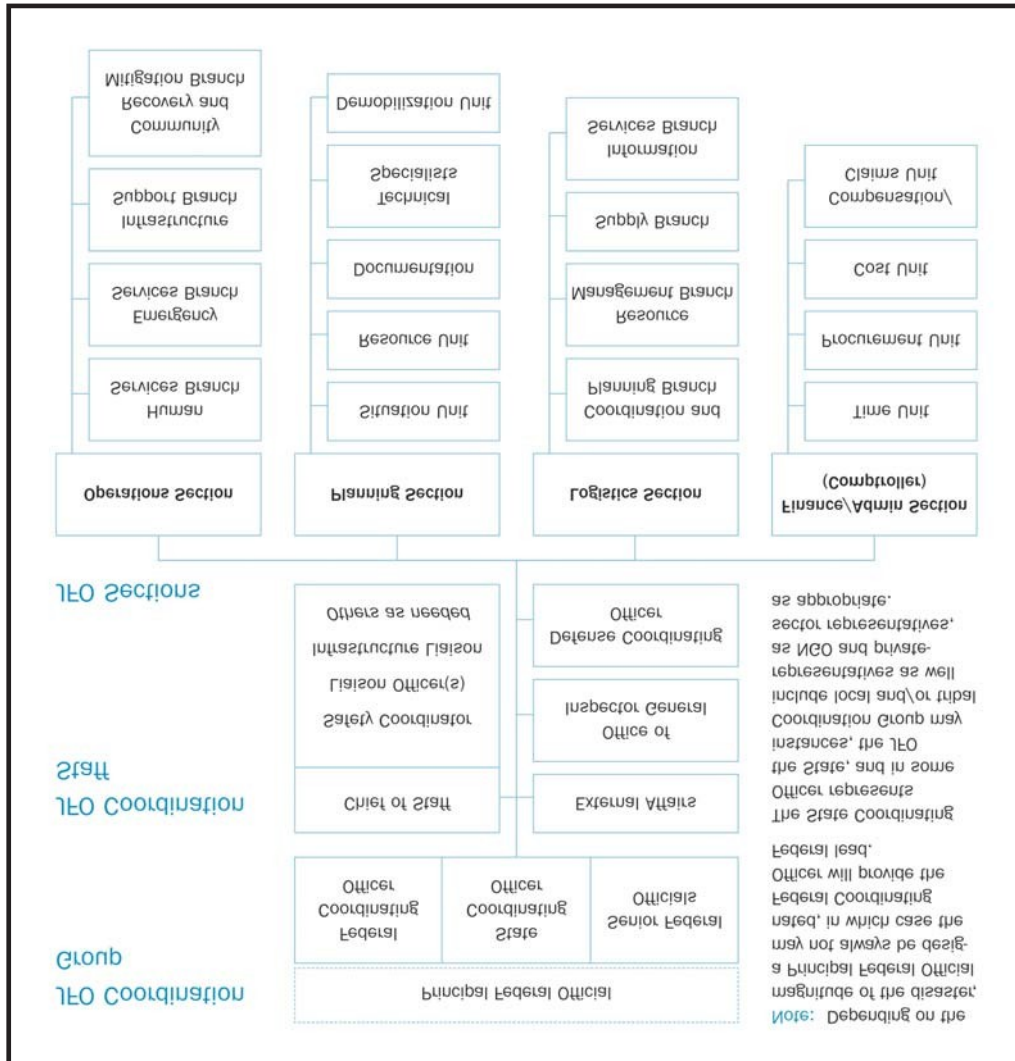 JFO Coordination
Group
Principal Federal Official
Federal
Coordinating
Officer
State
Coordinating
Officer
Senior Federal
Officials
Note: Depending on the
magnitude of the disaster,
a Principal Federal Official
may not always be desig-
nated, in which case the
Federal Coordinating
Officer will provide the
Federal lead.
JFO Coordination
Staff
Chief of Staff
Safety Coordinator
Liaison Officer(s)
Infrastructure Liaison
Others as needed
External Affairs
Office of
Inspector General
Defense Coordinating
Officer
The State Coordinating
Officer represents
the State, and in some
instances, the JFO
Coordination Group may
include local and/or tribal
representatives as well
as NGO and private-
sector representatives,
as appropriate.
JFO Sections
Operations Section
Human
Services Branch
Emergency
Services Branch
Infrastructure
Support Branch
Community
Recovery and
Mitigation Branch
Planning Section
Situation Unit
Resource Unit
Documentation
Technical
Specialists
Demobilization Unit
Logistics Section
Coordination and
Planning Branch
Resource
Management Branch
Supply Branch
Information
Services Branch
Finance/Admin Section
(Comptroller)
Time Unit
Procurement Unit
Cost Unit
Compensation/
Claims Unit